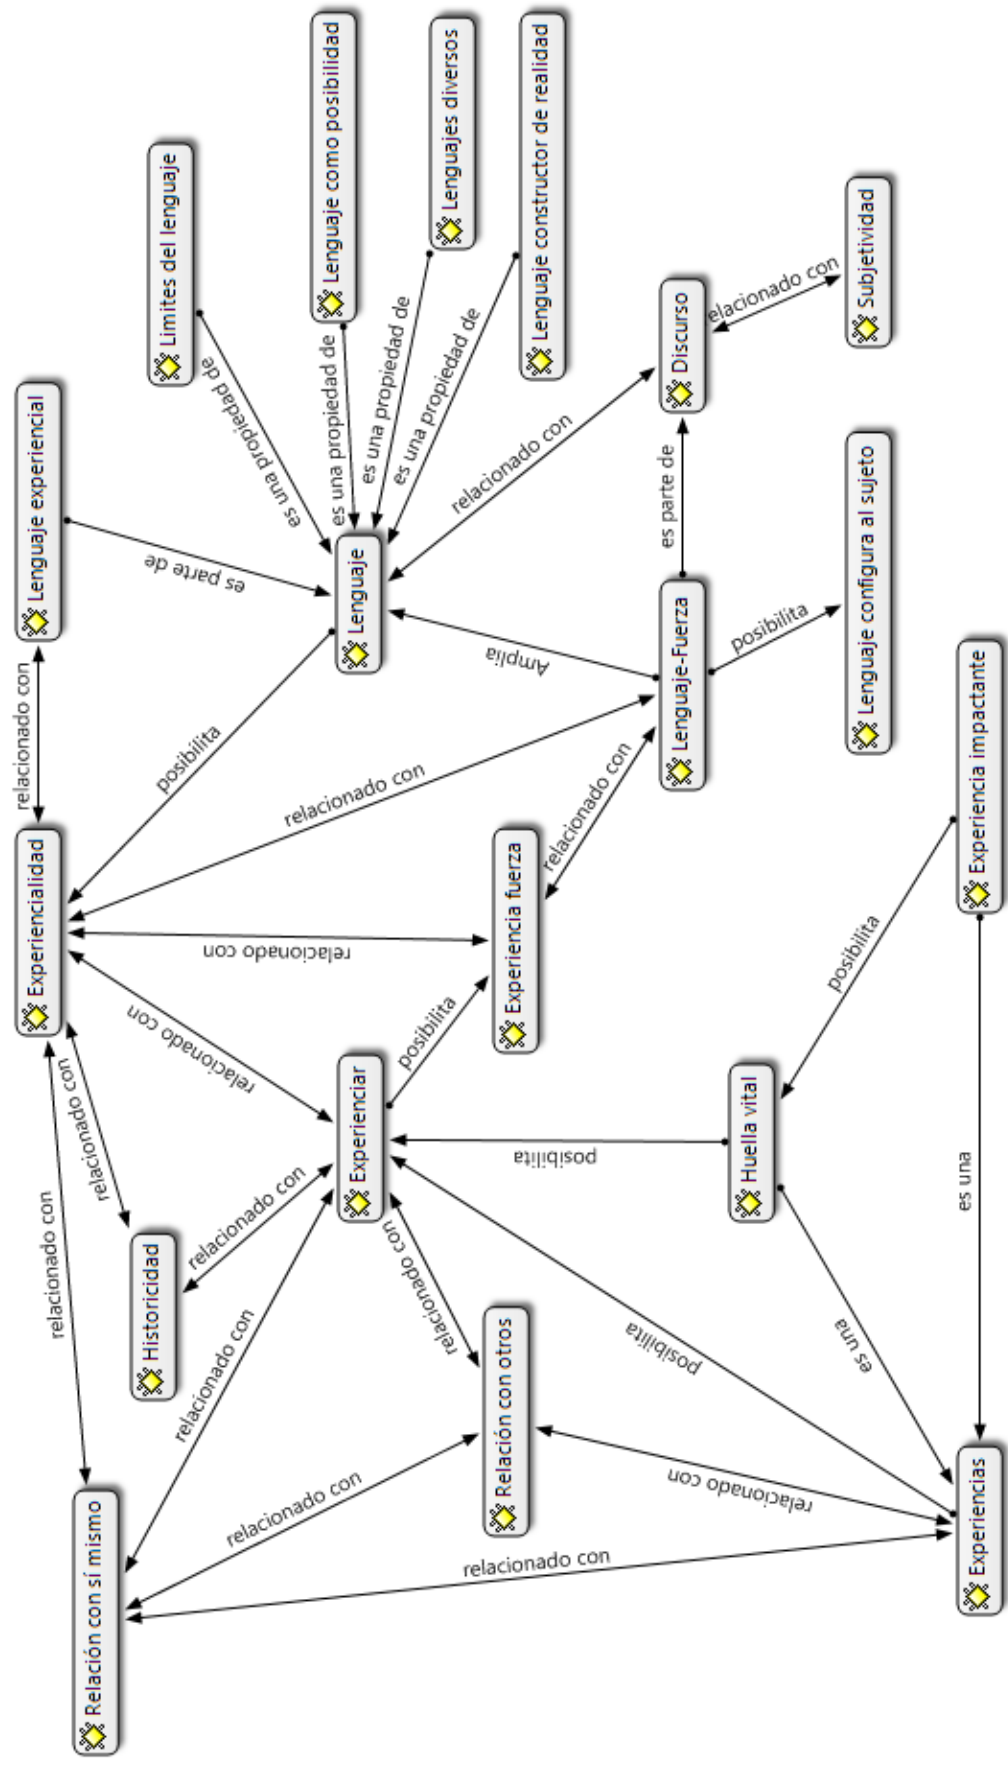 Relación con sí mismo
relacionado con
Experiencialidad
relacionado con
Lenguaje experiencial
Historicidad
relacionado con
relacionado con
relacionado con
relacionado con
posibilita
es parte de
Limites del lenguaje
es una propiedad de
Lenguaje como posibilidad
es una propiedad de
Lenguajes diversos
es una propiedad de
Lenguaje constructor de realidad
es una propiedad de
Experienciar
Lenguaje
relacionado con
relacionado con
relacionado con
relacionado con
relacionado con
Amplia
Relación con otros
posibilita
Experiencia fuerza
relacionado con
Lenguaje-Fuerza
es parte de
Discurso
elacionado con
Subjetividad
posibilita
Lenguaje configura al sujeto
relacionado con
relacionado con
posibilita
posibilita
Huella vital
posibilita
es una
Experiencias
es una
Experiencia impactante